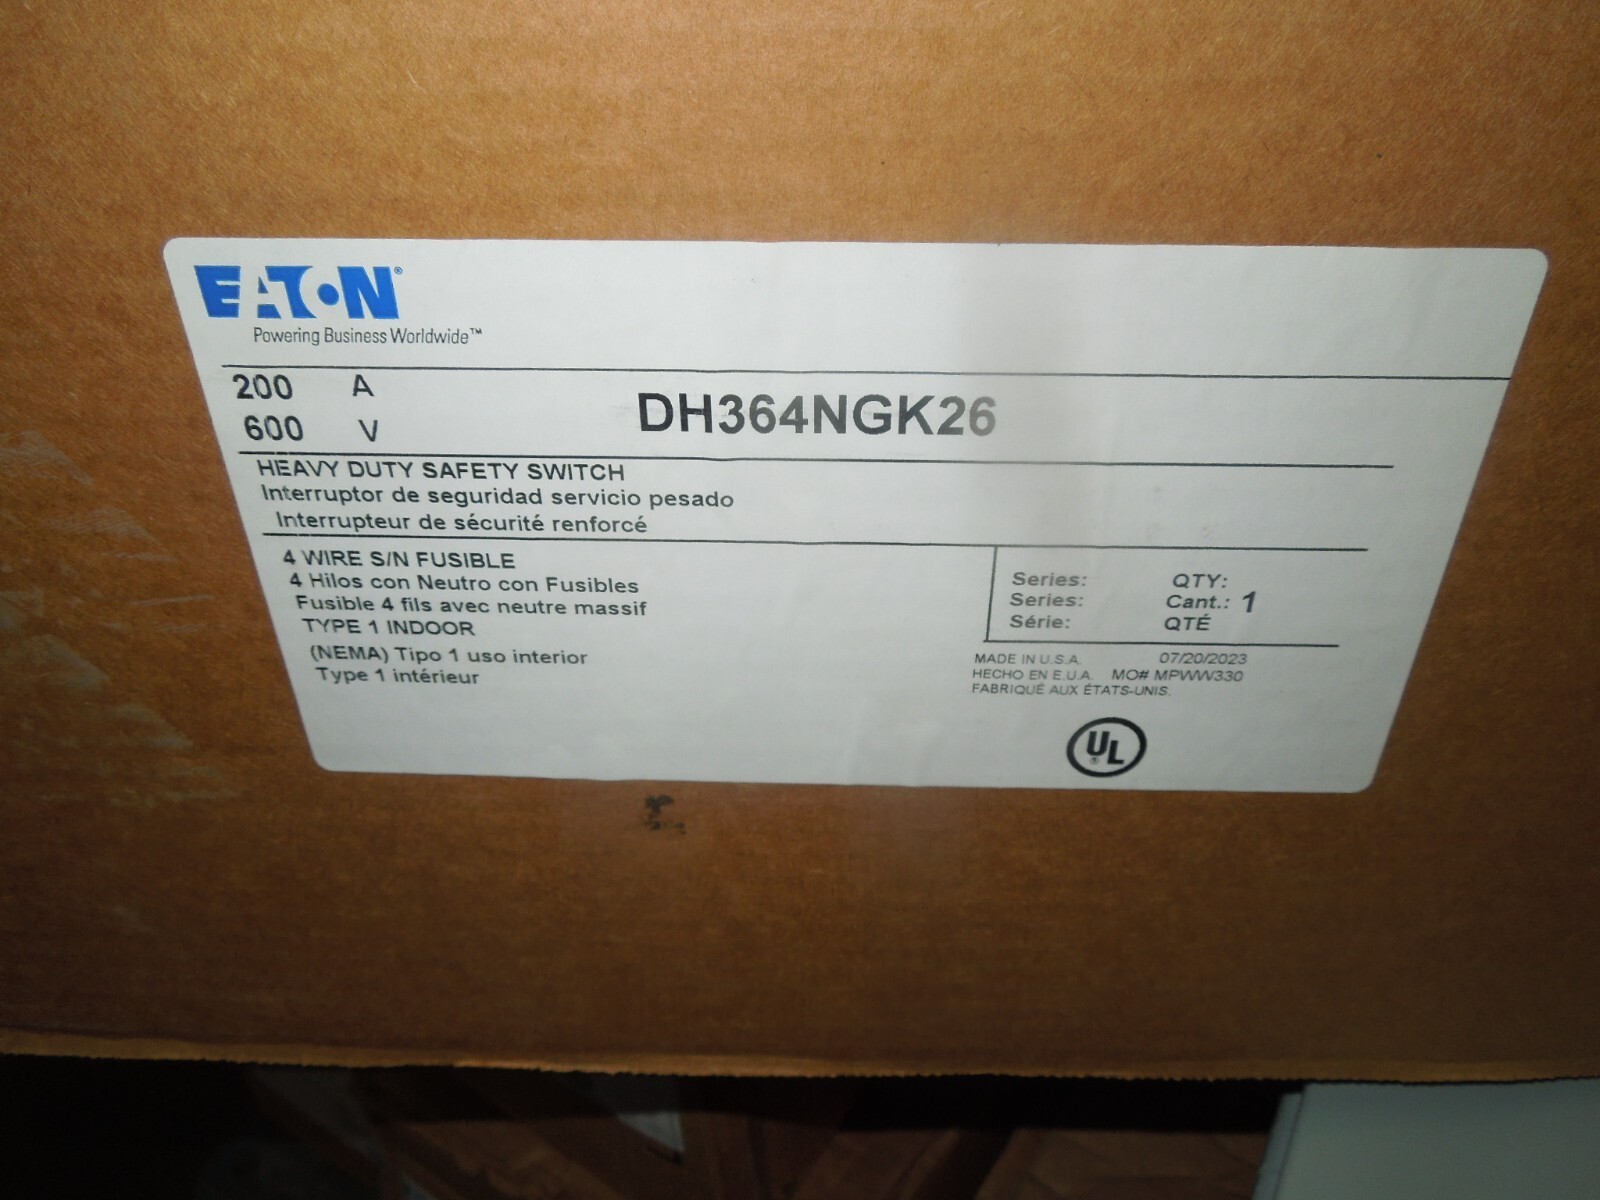 EATON®
Powering Business Worldwide™
200 A
600 V
DH364NGK26
HEAVY DUTY SAFETY SWITCH
Interruptor de seguridad servicio pesado
Interrupteur de sécurité renforcé
4 WIRE S/N FUSIBLE
4 Hilos con Neutro con Fusibles
Fusible 4 fils avec neutre massif
TYPE 1 INDOOR
(NEMA) Tipo 1 uso interior
Type 1 intérieur
Series: QTY:
Series: Cant.: 1
Série: QTÉ
MADE IN U.S.A. 07/20/2023
HECHO EN E.U.A. MO# MPWW330
FABRIQUÉ AUX ÉTATS-UNIS.
UL®